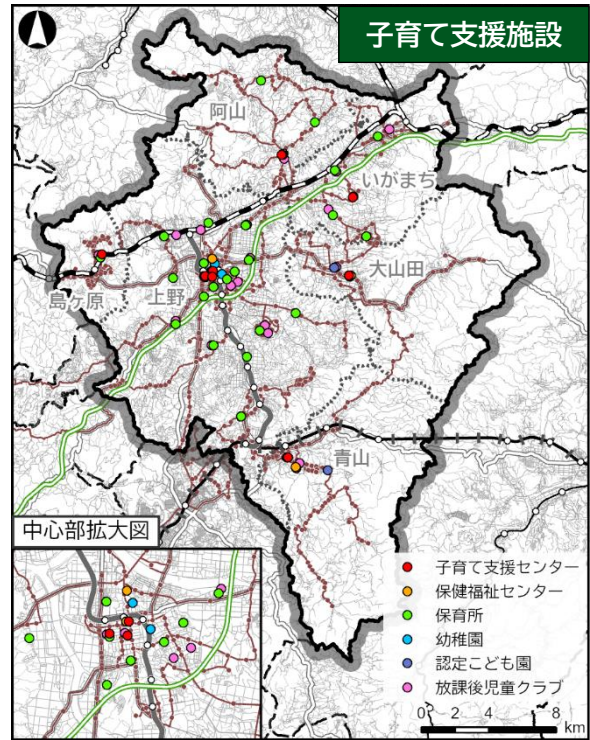 子育て支援施設
阿山
いがまち
大山田
島ヶ原
上野
青山
中心部拡大図
子育て支援センター
保健福祉センター
保育所
幼稚園
認定こども園
放課後児童クラブ
0 2 4 8
km